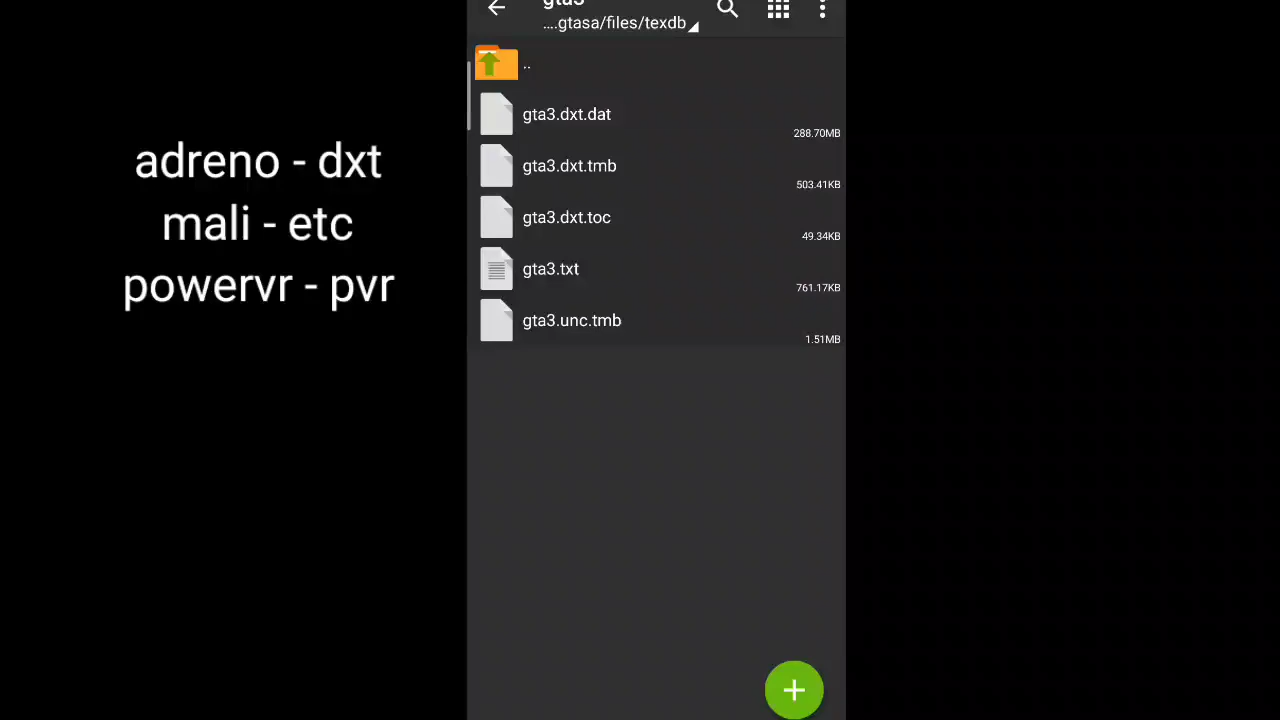 adreno - dxt
mali - etc
powervr - pvr
gta3
....gtasa/files/texdb
..
gta3.dxt.dat
288.70MB
gta3.dxt.tmb
503.41KB
gta3.dxt.toc
49.34KB
gta3.txt
761.17KB
gta3.unc.tmb
1.51MB